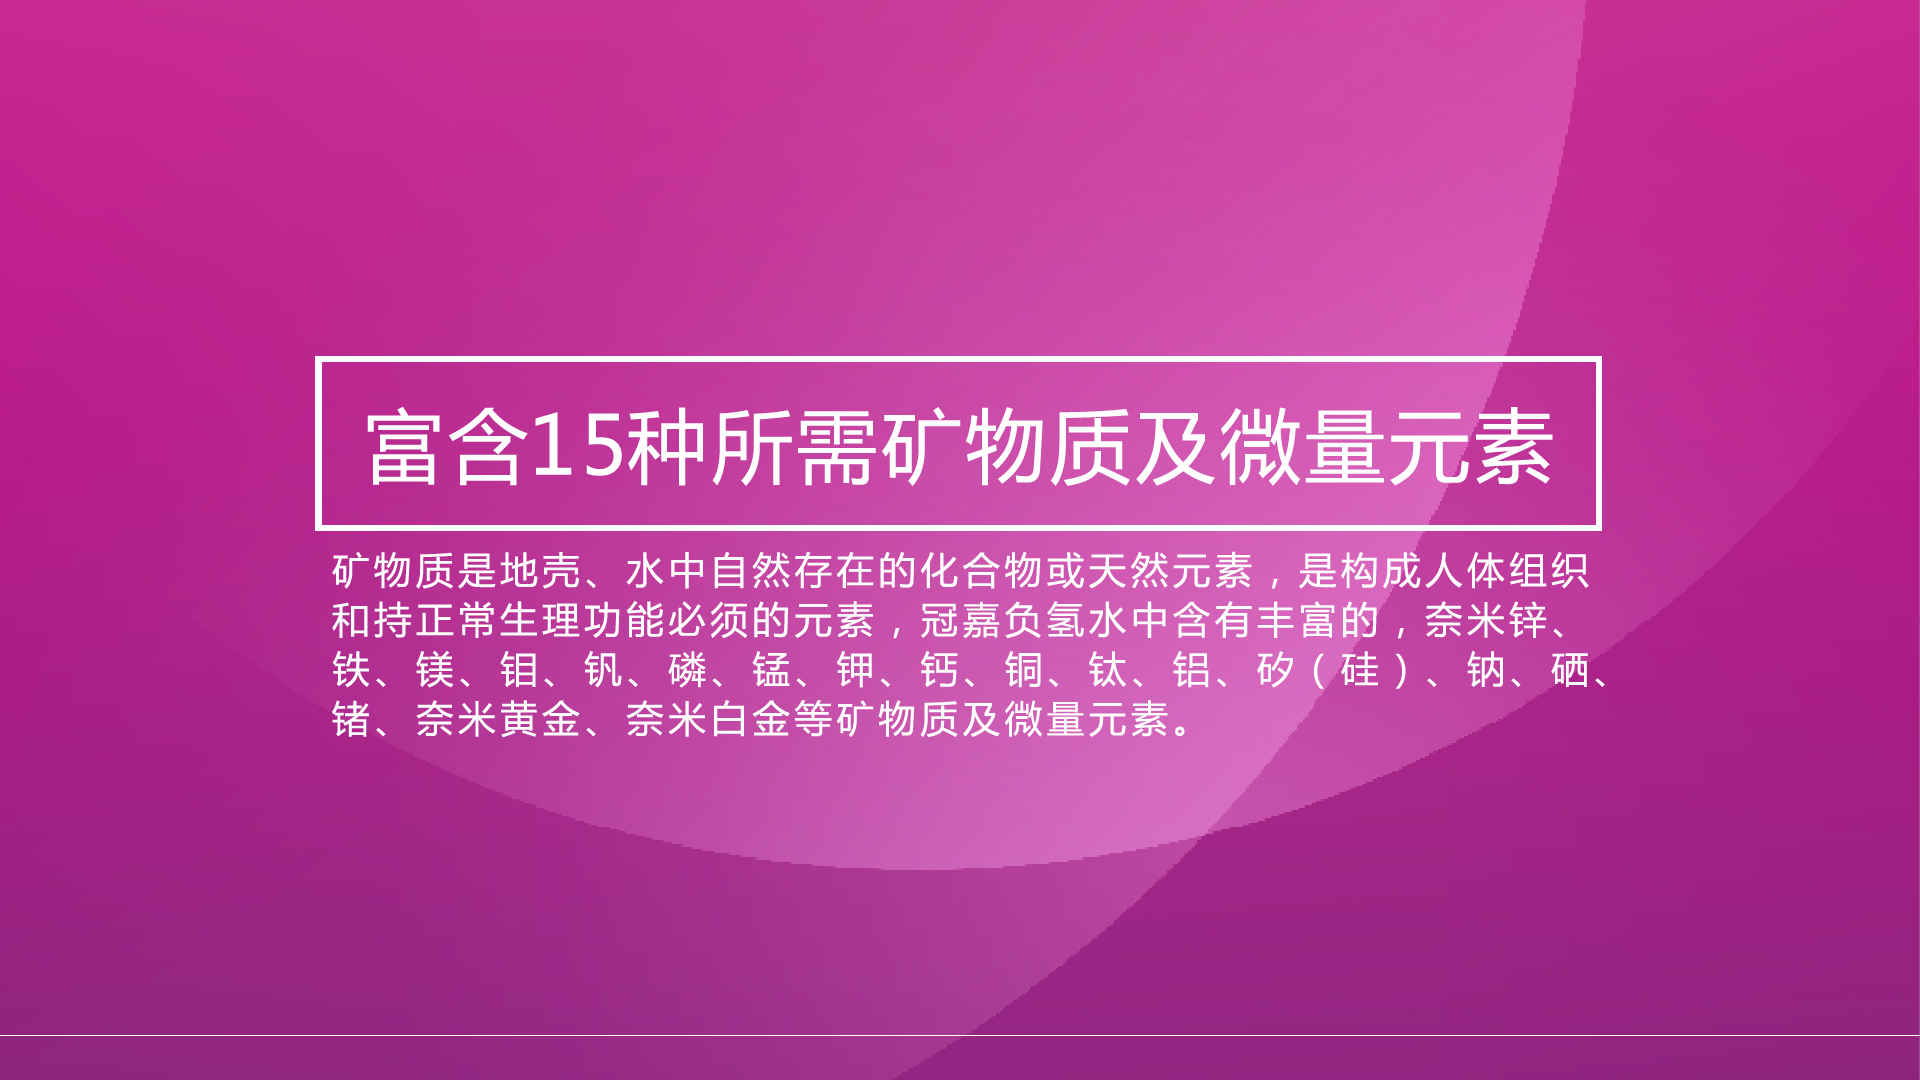 富含15种所需矿物质及微量元素
矿物质是地壳、水中自然存在的化合物或天然元素，是构成人体组织
和持正常生理功能必须的元素，冠嘉负氢水中含有丰富的，奈米锌、
铁、镁、钼、钒、磷、锰、钾、钙、铜、钛、铝、矽（硅）、钠、硒、
锗、奈米黄金、奈米白金等矿物质及微量元素。